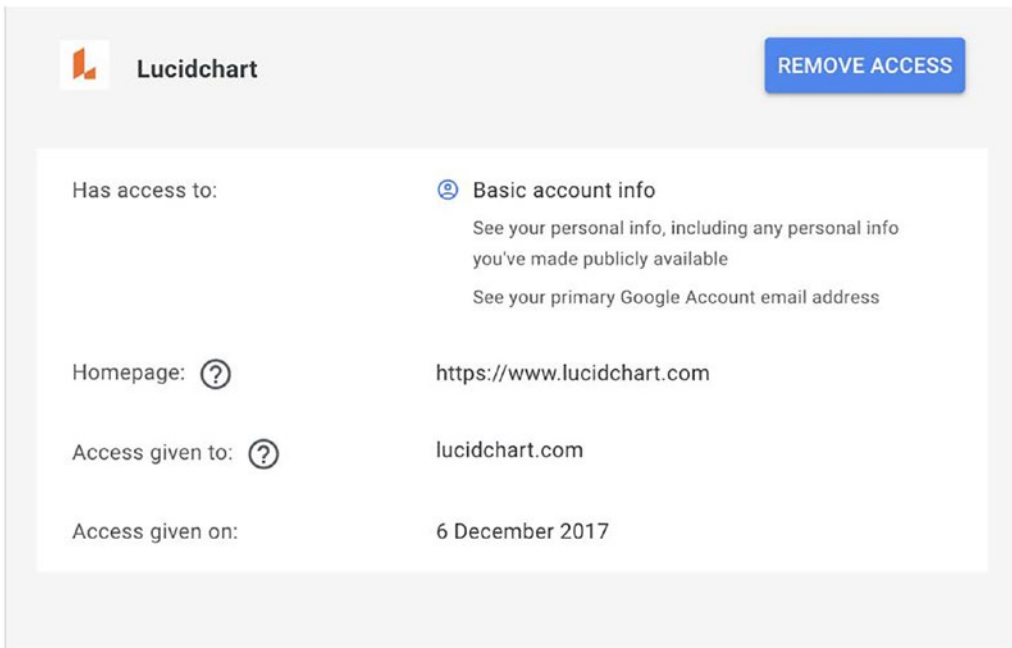 Lucidchart
REMOVE ACCESS
Has access to:
Basic account info
See your personal info, including any personal info
you've made publicly available
See your primary Google Account email address
Homepage: ?
https://www.lucidchart.com
Access given to: ?
lucidchart.com
Access given on:
6 December 2017